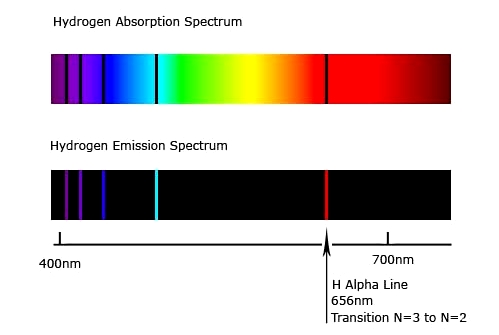 Hydrogen Absorption Spectrum
Hydrogen Emission Spectrum
400nm
700nm
H Alpha Line
656nm
Transition N=3 to N=2